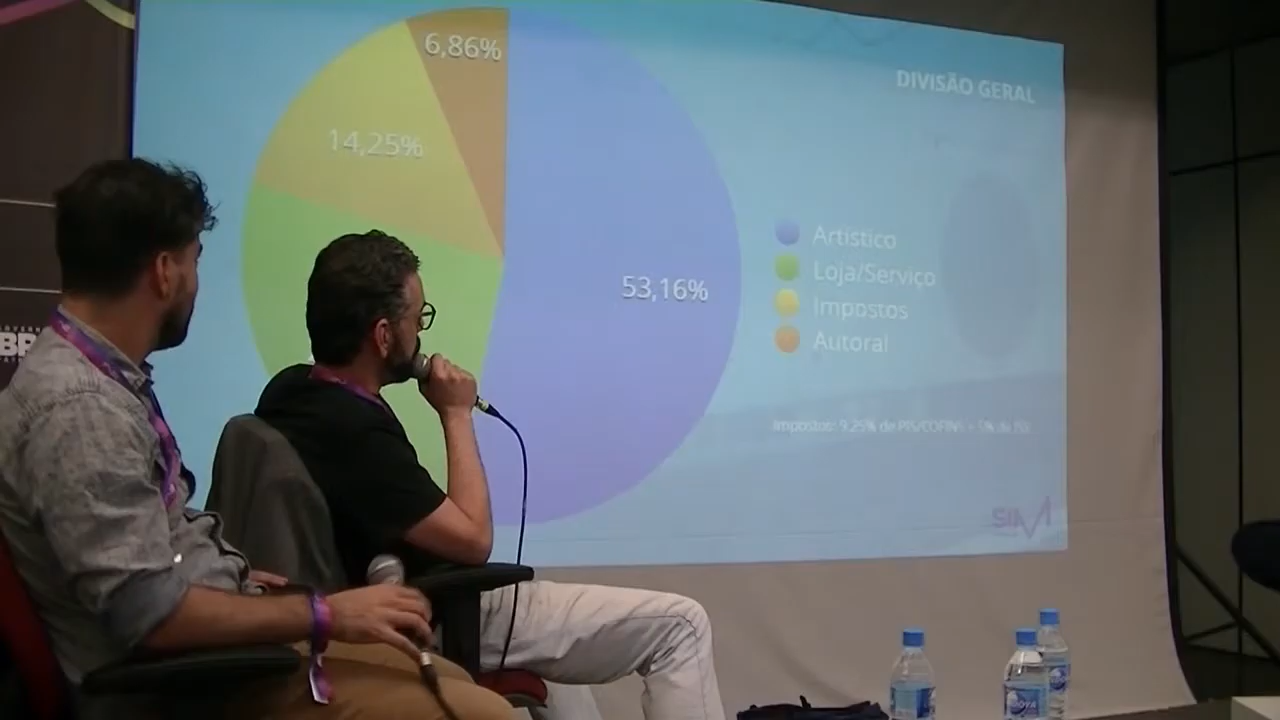 6,86%
DIVISÃO GERAL
14,25%
53,16%
Artístico
Loja/Serviço
Impostos
Autoral
Impostos: 9,25% de PIS/COFINS + 5% de ISS
SIM
BR